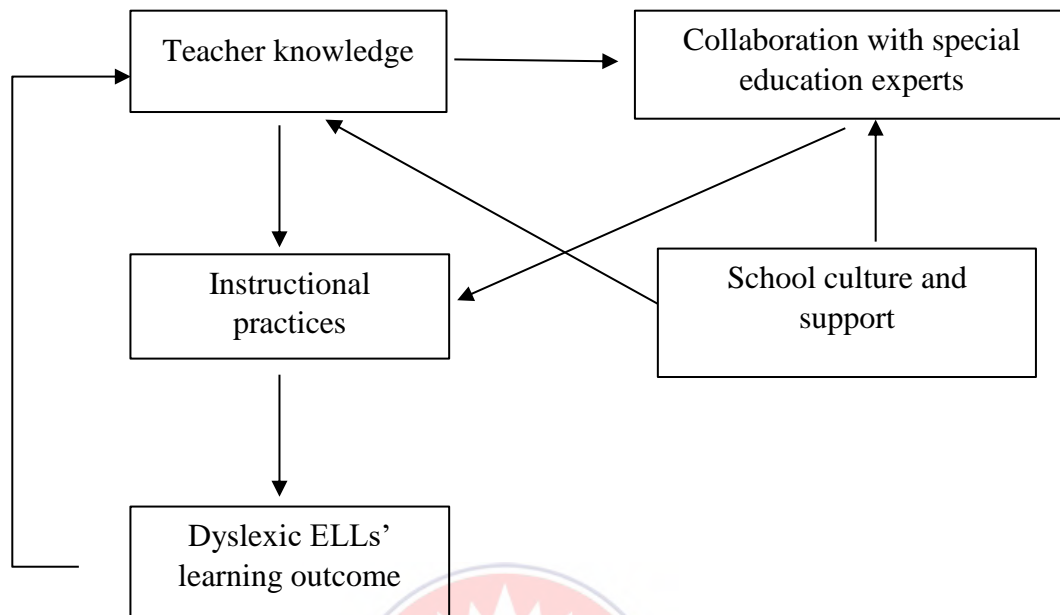 Teacher knowledge
Collaboration with special
education experts
Instructional
practices
School culture and
support
Dyslexic ELLs’
learning outcome